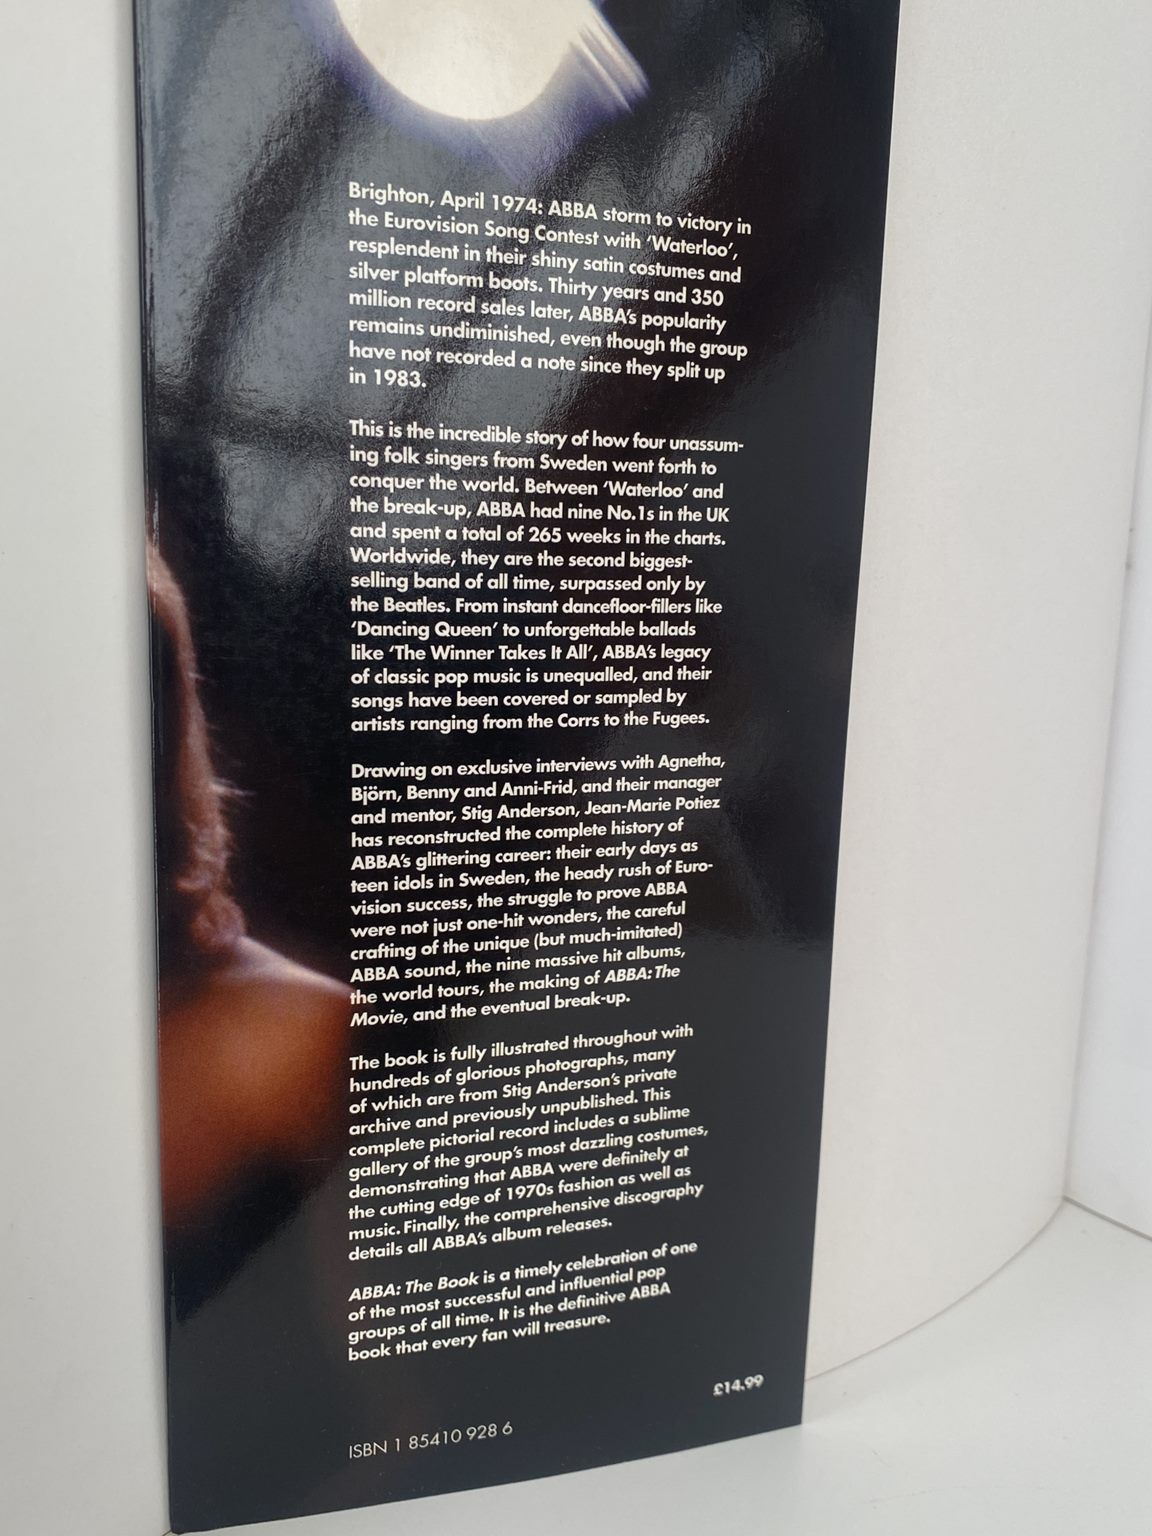 Brighton, April 1974: ABBA storm to victory in
the Eurovision Song Contest with ‘Waterloo’,
resplendent in their shiny satin costumes and
silver platform boots. Thirty years and 350
million record sales later, ABBA’s popularity
remains undiminished, even though the group
have not recorded a note since they split up
in 1983.
This is the incredible story of how four unassum-
ing folk singers from Sweden went forth to
conquer the world. Between ‘Waterloo’ and
the break-up, ABBA had nine No.1s in the UK
and spent a total of 265 weeks in the charts.
Worldwide, they are the second biggest-
selling band of all time, surpassed only by
the Beatles. From instant dancefloor-fillers like
‘Dancing Queen’ to unforgettable ballads
like ‘The Winner Takes It All’, ABBA’s legacy
of classic pop music is unequalled, and their
songs have been covered or sampled by
artists ranging from the Corrs to the Fugees.
Drawing on exclusive interviews with Agnetha,
Björn, Benny and Anni-Frid, and their manager
and mentor, Stig Anderson, Jean-Marie Potiez
has reconstructed the complete history of
ABBA’s glittering career: their early days as
teen idols in Sweden, the heady rush of Euro-
vision success, the struggle to prove ABBA
were not just one-hit wonders, the careful
crafting of the unique (but much-imitated)
ABBA sound, the nine massive hit albums,
the world tours, the making of ABBA: The
Movie, and the eventual break-up.
The book is fully illustrated throughout with
hundreds of glorious photographs, many
of which are from Stig Anderson’s private
archive and previously unpublished. This
complete pictorial record includes a sublime
gallery of the group’s most dazzling costumes,
demonstrating that ABBA were definitely at
the cutting edge of 1970s fashion as well as
music. Finally, the comprehensive discography
details all ABBA’s album releases.
ABBA: The Book is a timely celebration of one
of the most successful and influential pop
groups of all time. It is the definitive ABBA
book that every fan will treasure.
£14.99
ISBN 1 85410 928 6